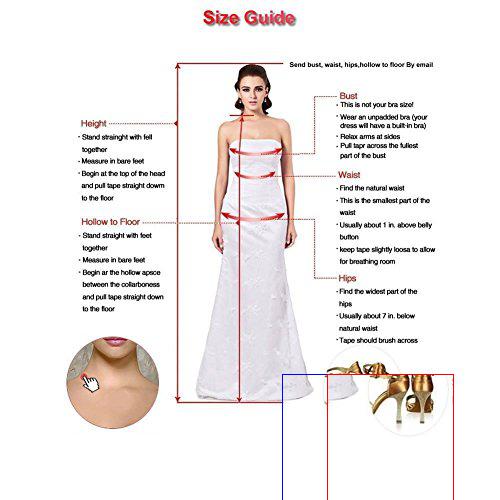 Size Guide
Send bust, waist, hips,hollow to floor By email
Height
• Stand strainght with fell
together
• Measure in bare feet
• Begin at the top of the head
and pull tape straight down
to the floor
Hollow to Floor
• Stand straight with feet
together
• Measure in bare feet
• Begin ar the hollow apsce
between the collarboness
and pull tape straight down
to the floor
Bust
• This is not your bra size!
• Wear an unpadded bra (your
dress will have a built-in bra)
• Relax arms at sides
• Pull tapr across the fullest
part of the bust
Waist
• Find the natural waist
• This is the smallest part of the
waist
• Usually about 1 in. above belly
button
• keep tape slightly loosa to allow
for breathing room
Hips
• Find the widest part of the
hips
• Usually about 7 in. below
natural waist
• Tape should brush across